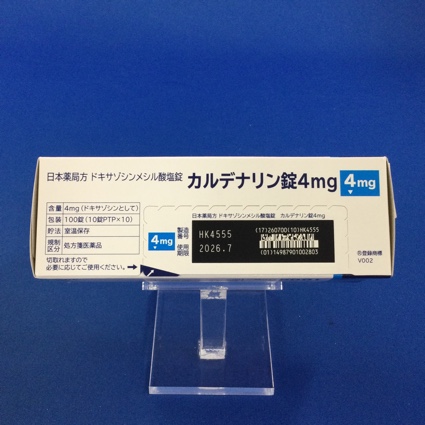 日本薬局方 ドキサゾシンメシル酸塩錠 カルデナリン錠4mg 4mg
含量 4mg(ドキサゾシンとして)
包装 100錠(10錠PTP×10)
貯法 室温保存
規制区分 処方箋医薬品
切取れますので
必要に応じてご使用ください。
日本薬局方 ドキサゾシンメシル酸塩錠 カルデナリン錠4mg
4mg
製造番号 HK4555
使用期限 2026.7
(17)260700(10)HK4555
(01)14987901002803
V002